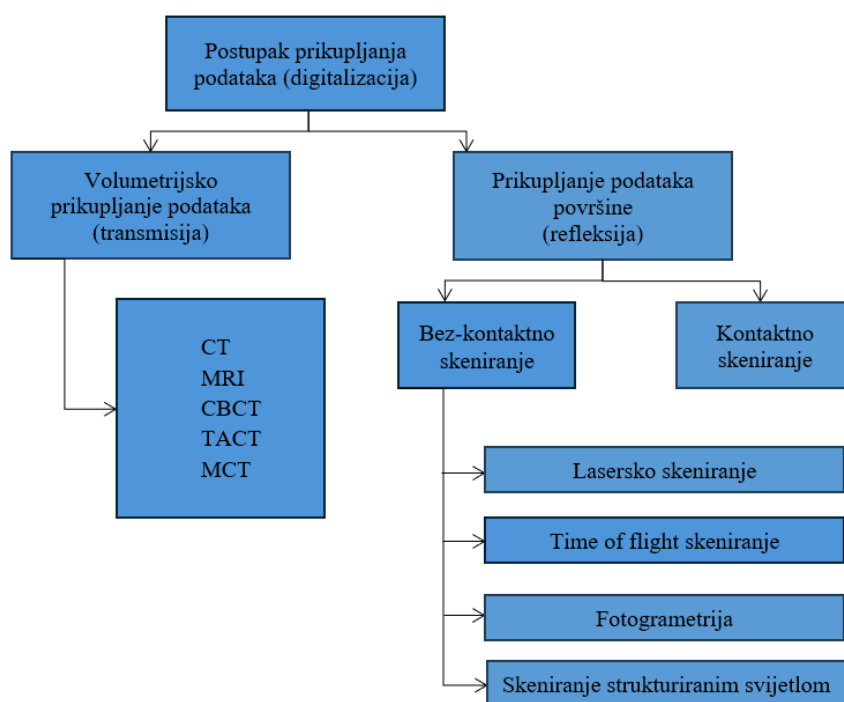 Postupak prikupljanja
podataka (digitalizacija)
Volumetrijsko
prikupljanje podataka
(transmisija)
Prikupljanje podataka
površine
(refleksija)
CT
MRI
CBCT
TACT
MCT
Bez-kontaktno
skeniranje
Kontaktno
skeniranje
Lasersko skeniranje
Time of flight skeniranje
Fotogrametrija
Skeniranje strukturiranim svijetlom